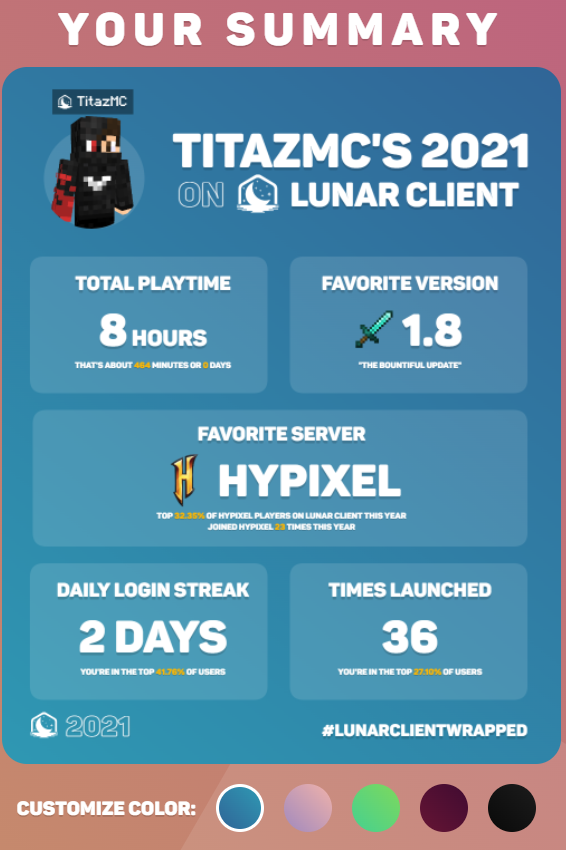 YOUR SUMMARY
TitazMC
TITAZMC'S 2021
ON LUNAR CLIENT
TOTAL PLAYTIME
8 HOURS
THAT'S ABOUT 464 MINUTES OR 0 DAYS
FAVORITE VERSION
1.8
"THE BOUNTIFUL UPDATE"
FAVORITE SERVER
HYPIXEL
TOP 32.35% OF HYPIXEL PLAYERS ON LUNAR CLIENT THIS YEAR
JOINED HYPIXEL 23 TIMES THIS YEAR
DAILY LOGIN STREAK
2 DAYS
YOU'RE IN THE TOP 41.76% OF USERS
TIMES LAUNCHED
36
YOU'RE IN THE TOP 27.10% OF USERS
2021
#LUNARCLIENTWRAPPED
CUSTOMIZE COLOR: